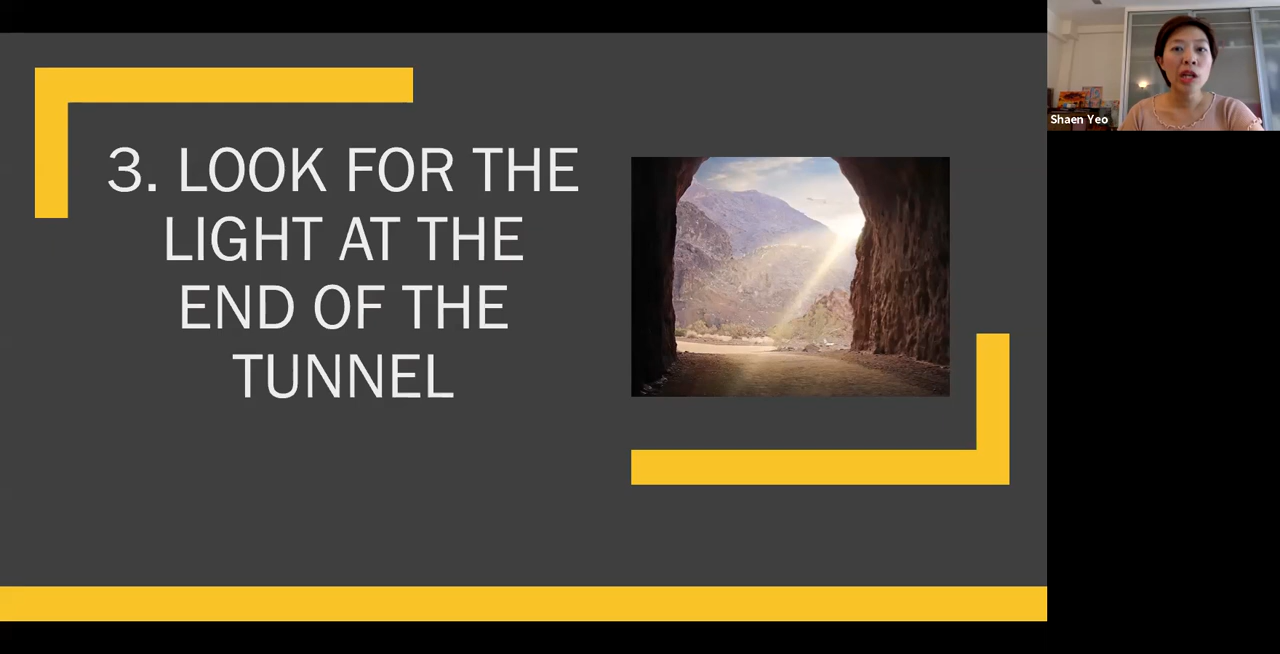 3. LOOK FOR THE
LIGHT AT THE
END OF THE
TUNNEL
Shaen Yeo